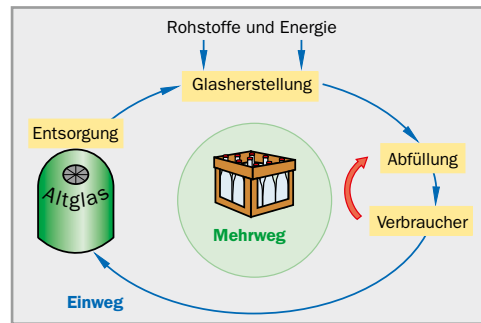 Rohstoffe und Energie
Glasherstellung
Entsorgung
Abfüllung
Altglas
Mehrweg
Verbraucher
Einweg